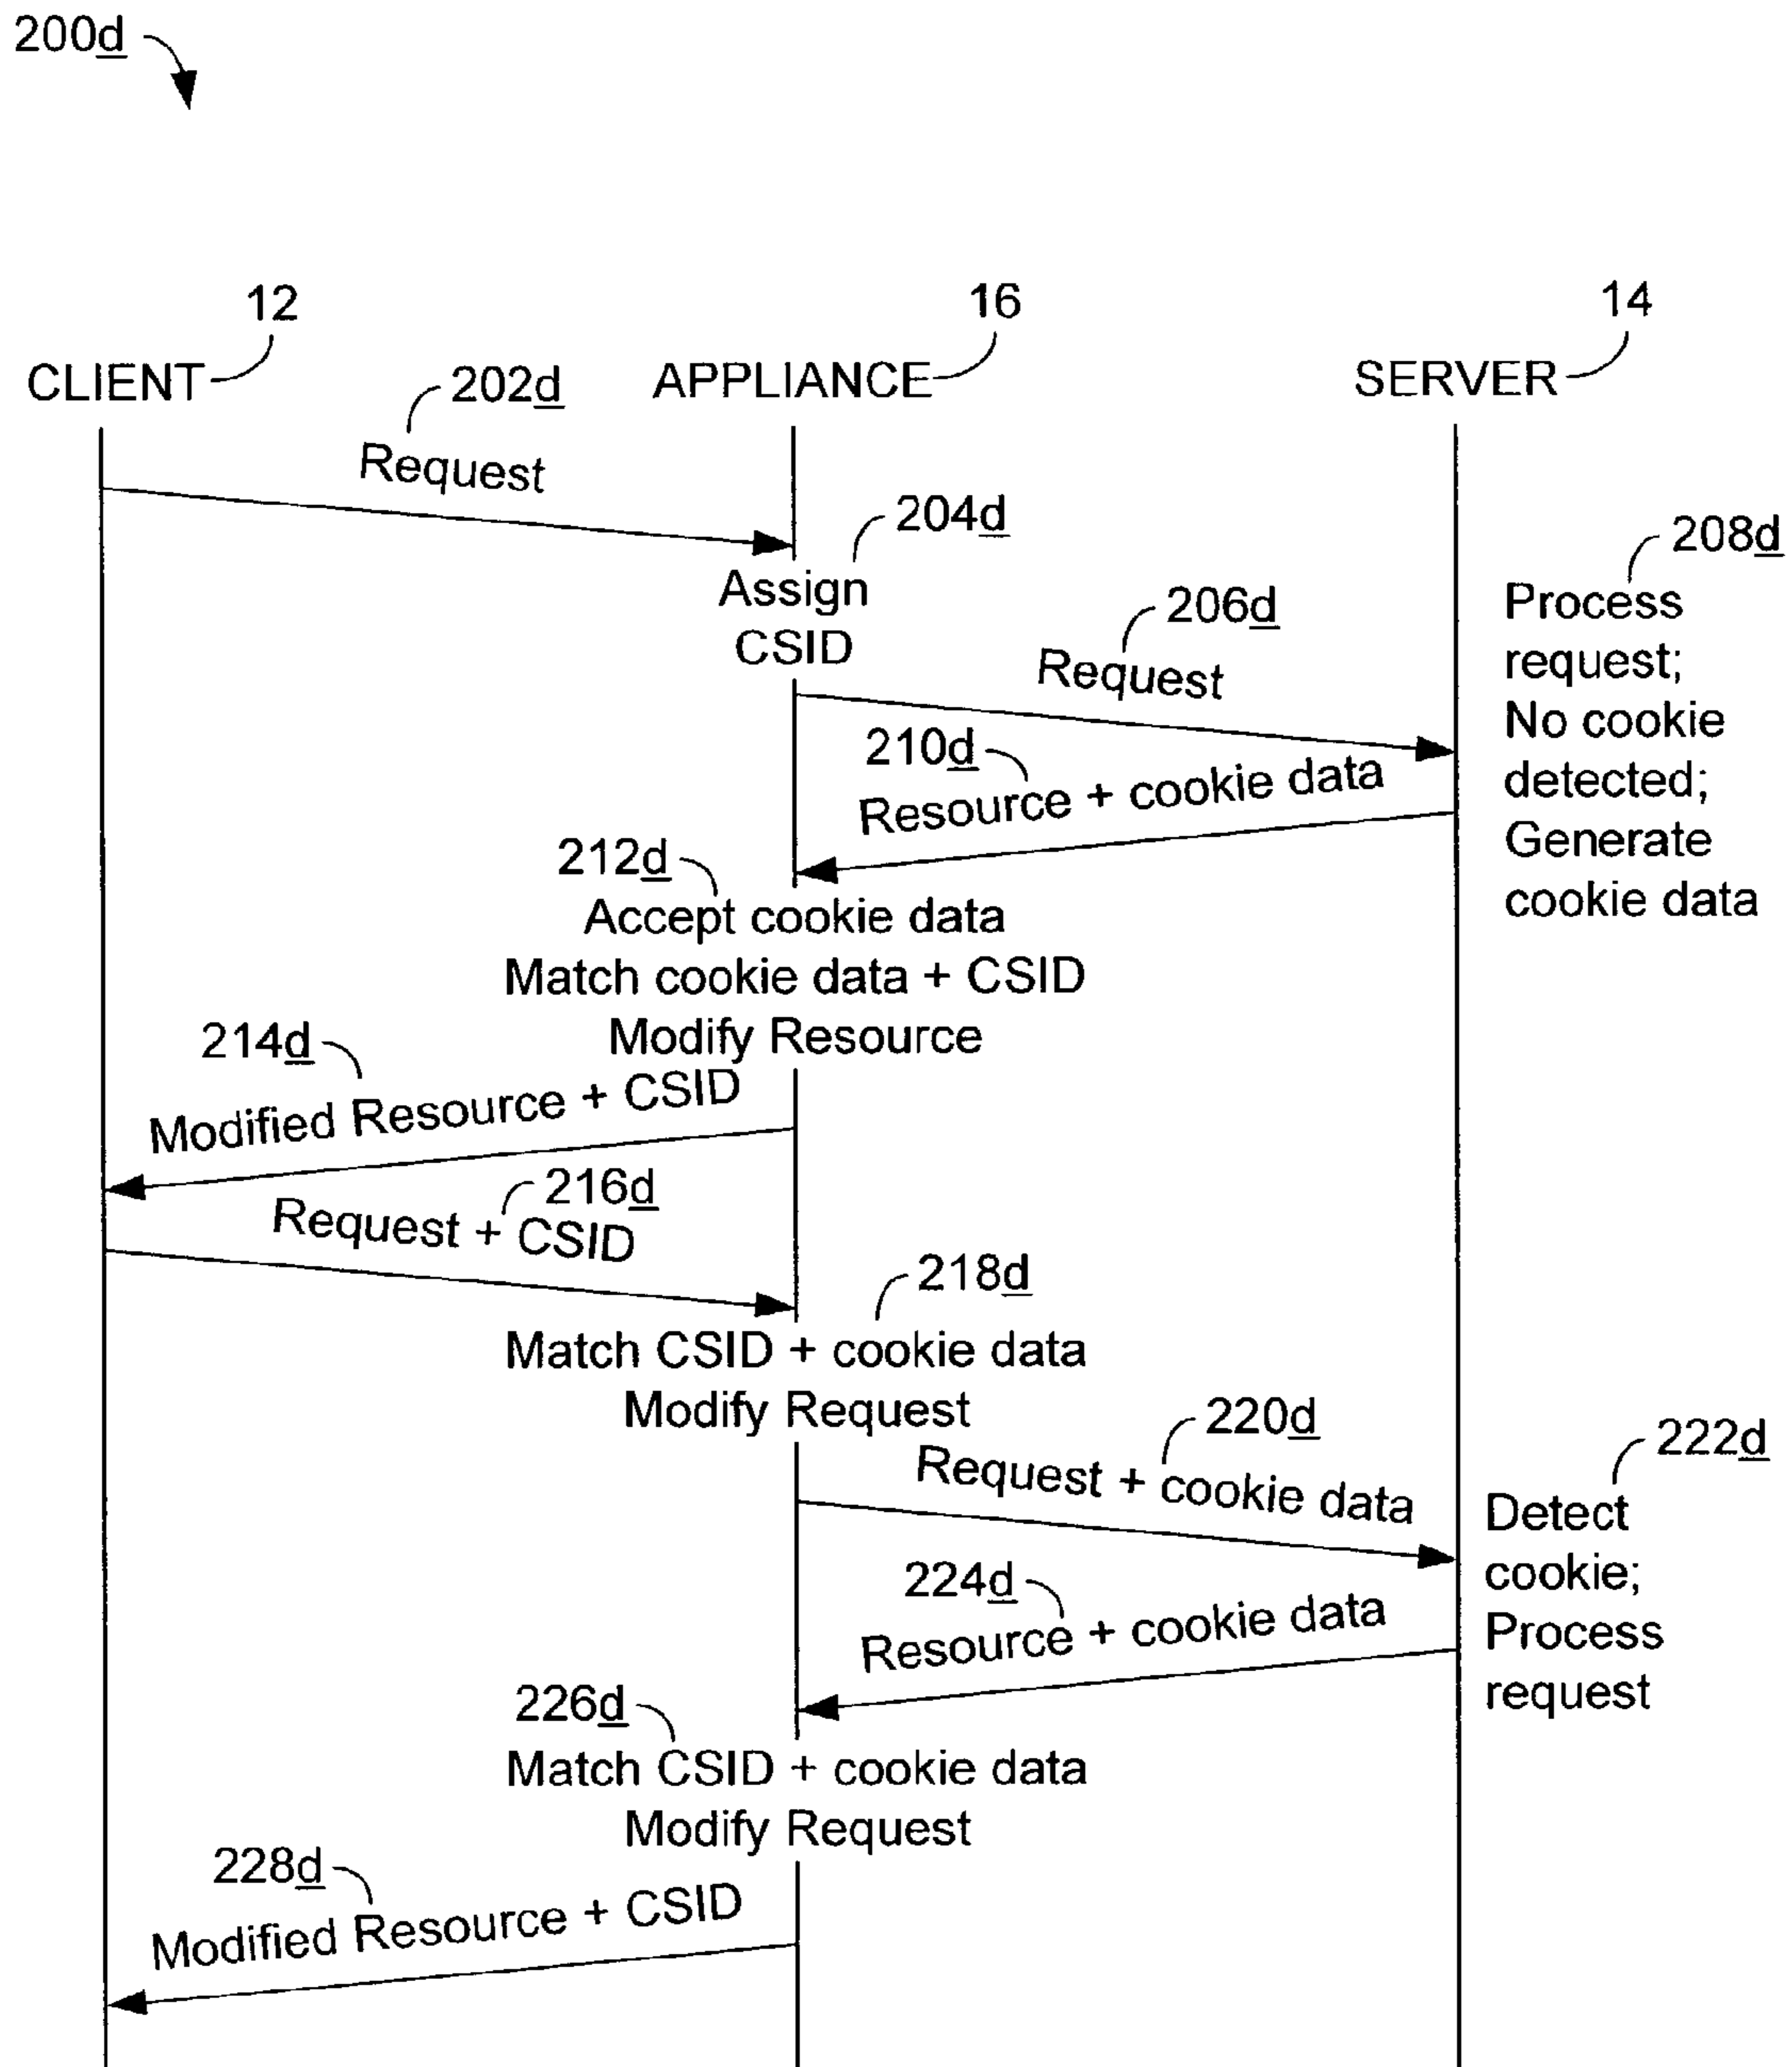 200d
12
16
14
CLIENT
APPLIANCE
SERVER
202d
Request
204d
Assign
CSID
206d
Request
208d
Process
request;
No cookie
detected;
Generate
cookie data
210d
Resource + cookie data
212d
Accept cookie data
Match cookie data + CSID
Modify Resource
214d
Modified Resource + CSID
216d
Request + CSID
218d
Match CSID + cookie data
Modify Request
220d
Request + cookie data
222d
Detect
cookie;
Process
request
224d
Resource + cookie data
226d
Match CSID + cookie data
Modify Request
228d
Modified Resource + CSID